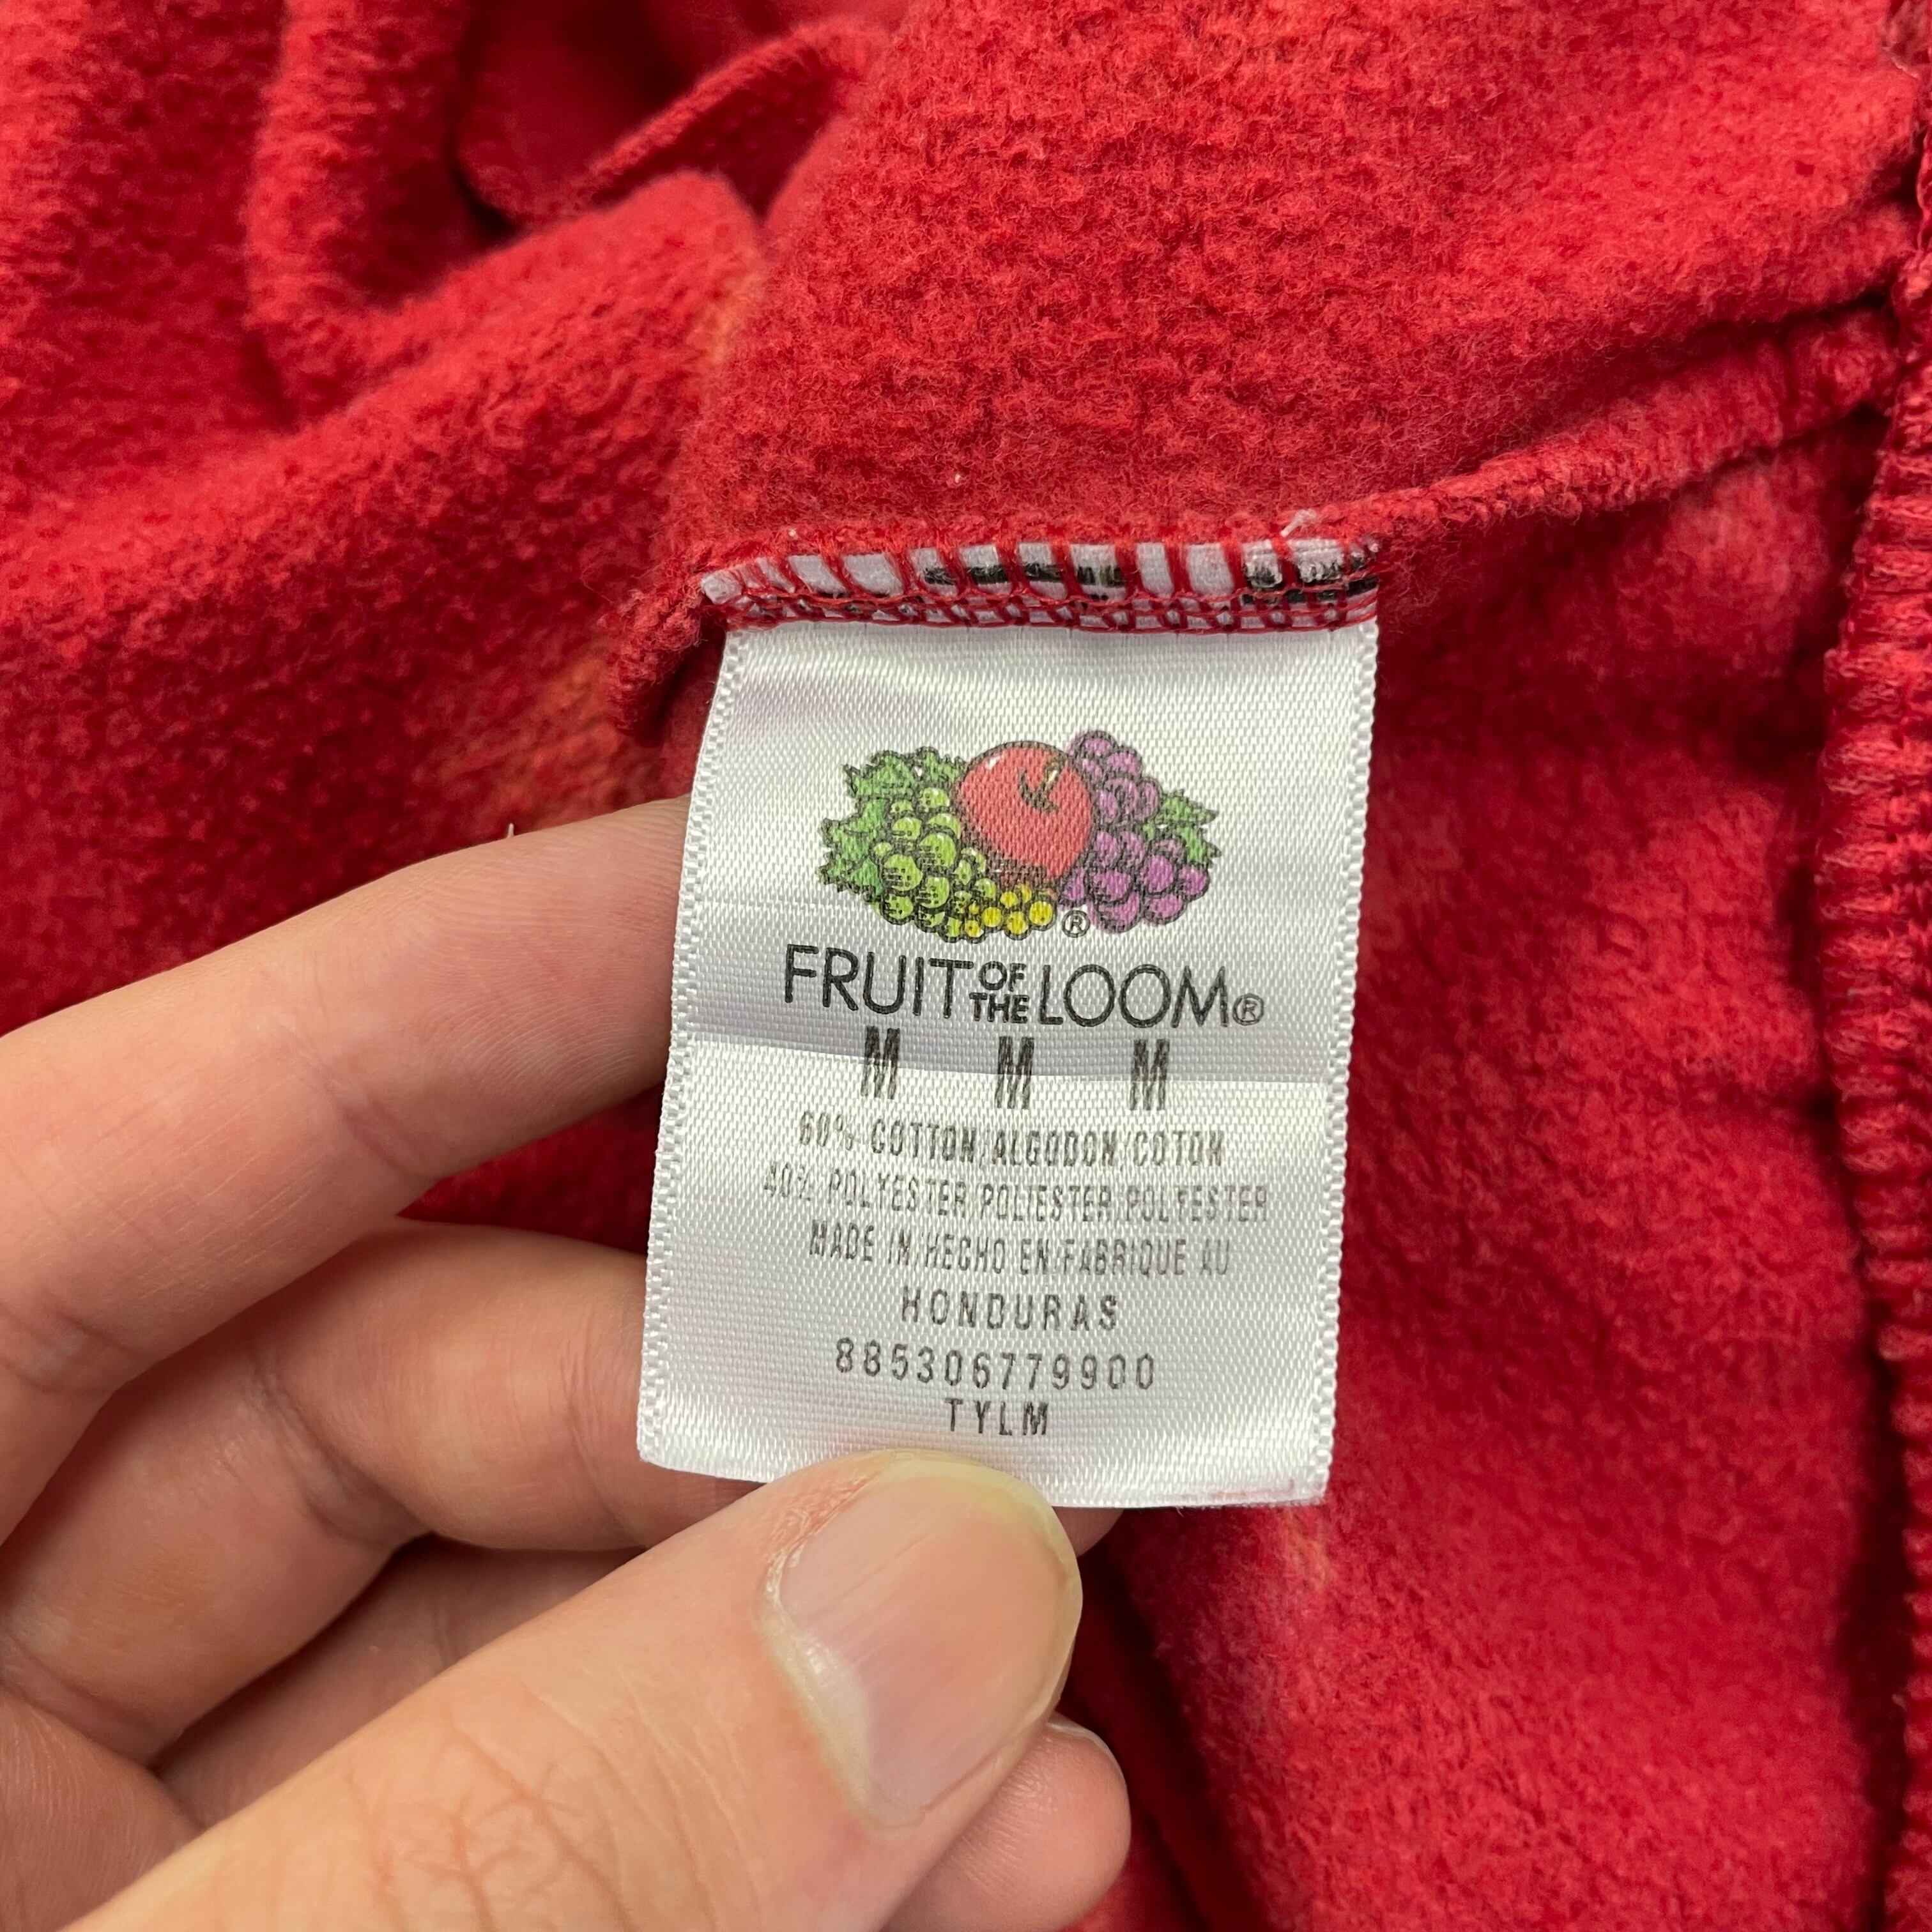 ®
FRUIT OF THE LOOM®
M M M
60% COTTON/ALGODON/COTON
40% POLYESTER/POLIESTER/POLYESTER
MADE IN/HECHO EN/FABRIQUE AU
HONDURAS
885306779900
TYLM